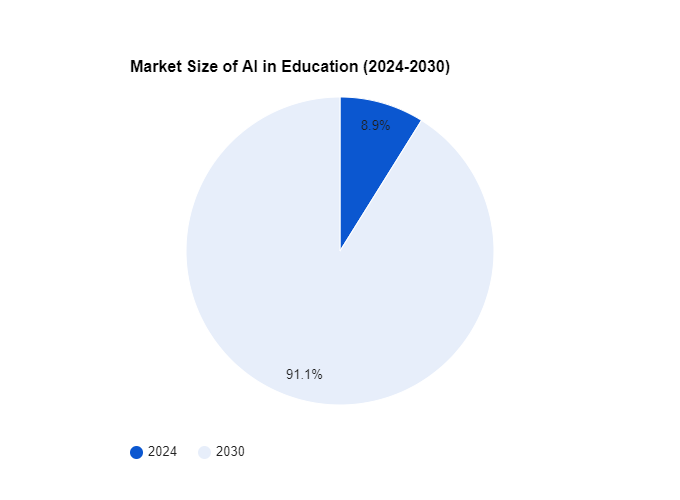 Market Size of AI in Education (2024-2030)
8.9%
91.1%
2024
2030